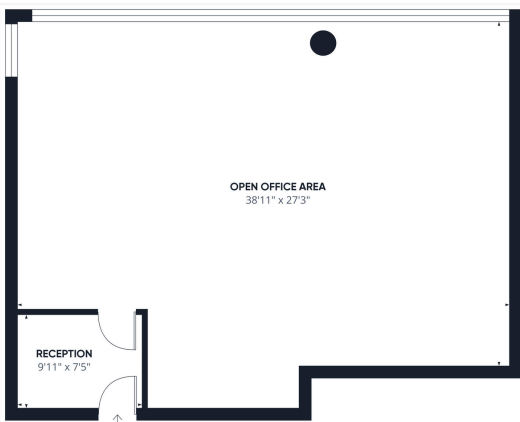 OPEN OFFICE AREA
38'11" x 27'3"
RECEPTION
9'11" x 7'5"